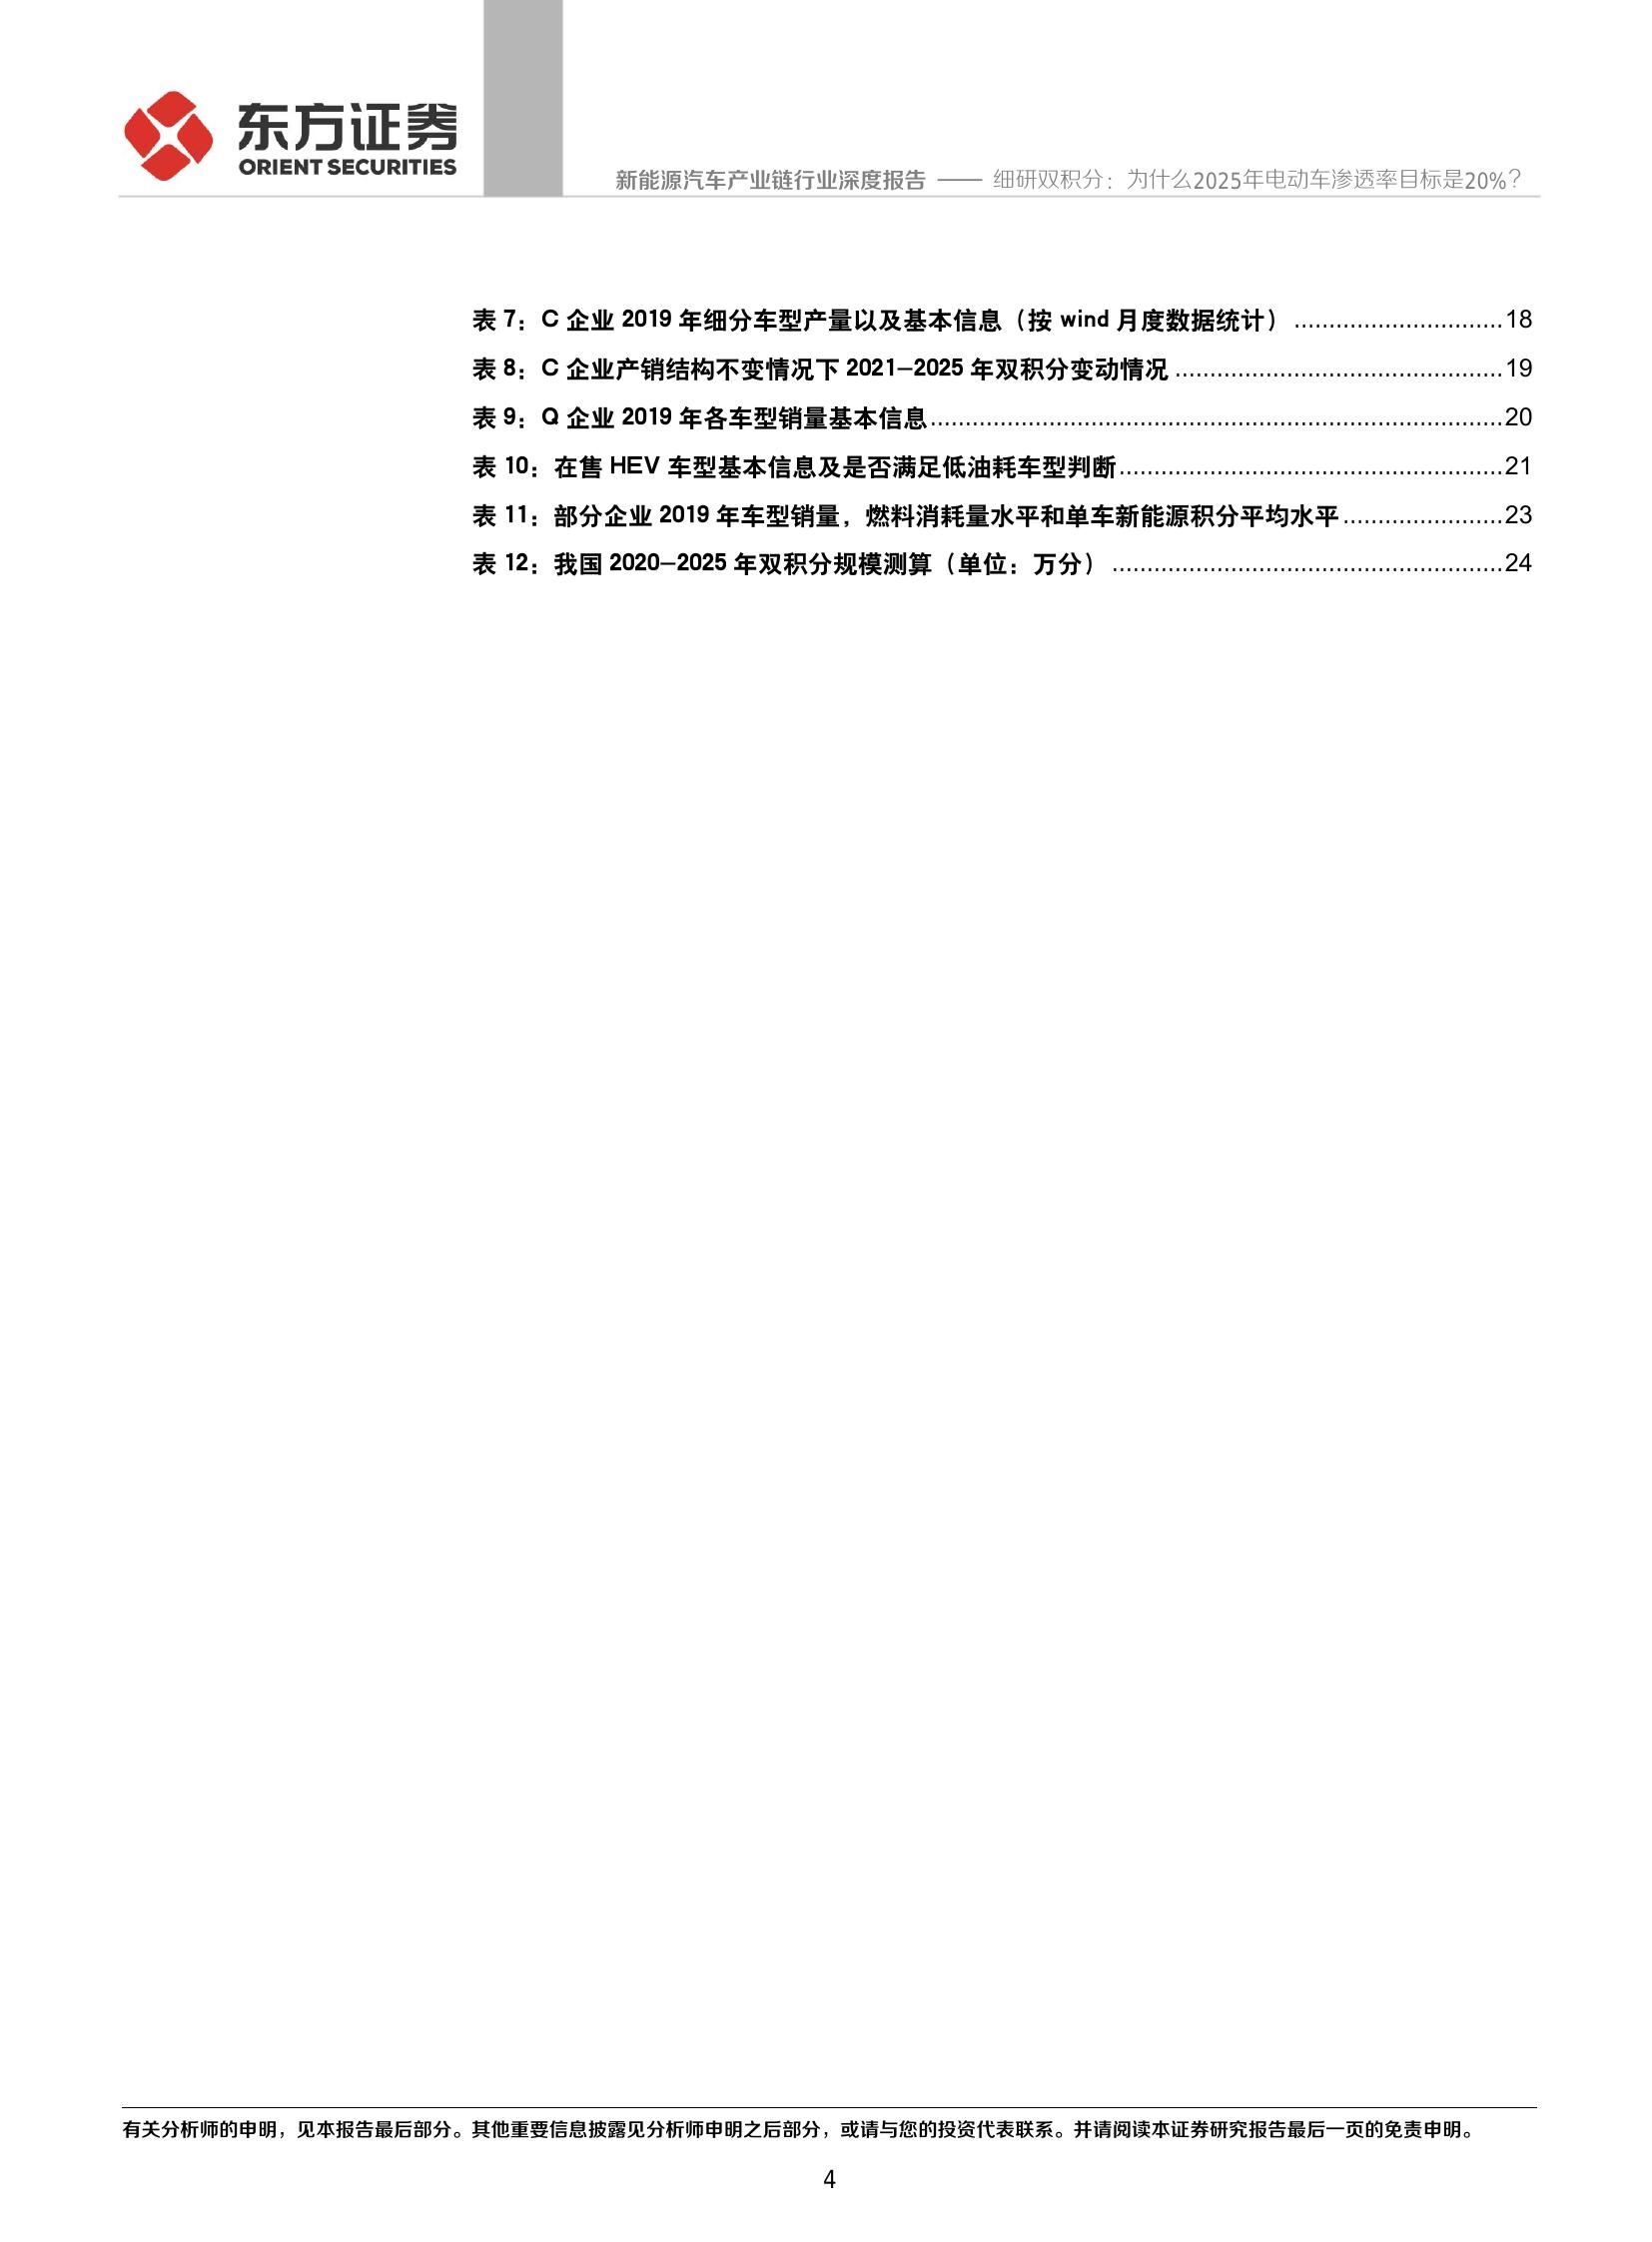 东方证券
ORIENT SECURITIES
新能源汽车产业链行业深度报告 —— 细研双积分：为什么2025年电动车渗透率目标是20%？
表 7：C 企业 2019 年细分车型产量以及基本信息（按 wind 月度数据统计） ..............................18
表 8：C 企业产销结构不变情况下 2021-2025 年双积分变动情况 ...............................................19
表 9：Q 企业 2019 年各车型销量基本信息..................................................................................20
表 10：在售 HEV 车型基本信息及是否满足低油耗车型判断.......................................................21
表 11：部分企业 2019 年车型销量，燃料消耗量水平和单车新能源积分平均水平.......................23
表 12：我国 2020-2025 年双积分规模测算（单位：万分） ........................................................24
有关分析师的申明，见本报告最后部分。其他重要信息披露见分析师申明之后部分，或请与您的投资代表联系。并请阅读本证券研究报告最后一页的免责申明。
4